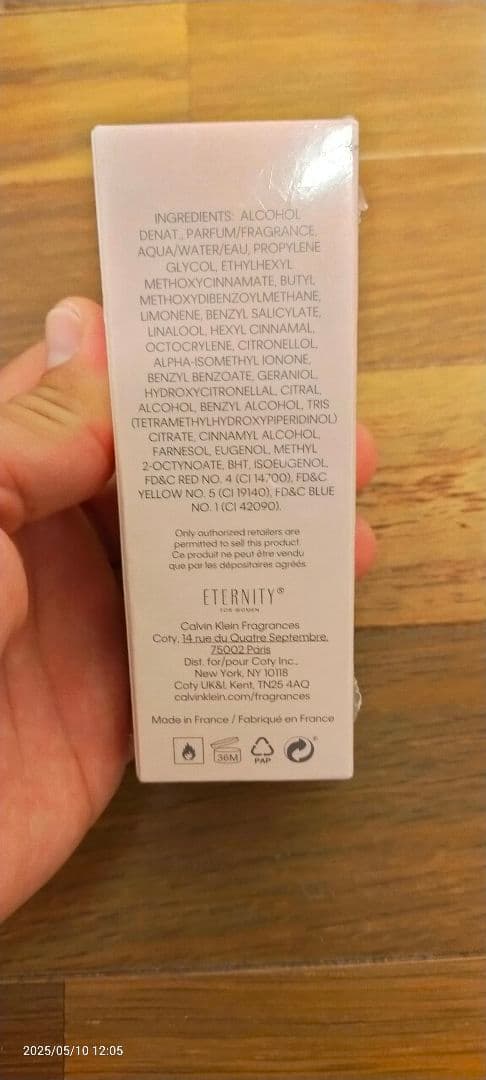 INGREDIENTS: ALCOHOL
DENAT., PARFUM/FRAGRANCE,
AQUA/WATER/EAU, PROPYLENE
GLYCOL, ETHYLHEXYL
METHOXYCINNAMATE, BUTYL
METHOXYDIBENZOYLMETHANE,
LIMONENE, BENZYL SALICYLATE,
LINALOOL, HEXYL CINNAMAL,
OCTOCRYLENE, CITRONELLOL,
ALPHA-ISOMETHYL IONONE,
BENZYL BENZOATE, GERANIOL,
HYDROXYCITRONELLAL, CITRAL,
ALCOHOL, BENZYL ALCOHOL, TRIS
(TETRAMETHYLHYDROXYPIPERIDINOL)
CITRATE, CINNAMYL ALCOHOL,
FARNESOL, EUGENOL, METHYL
2-OCTYNOATE, BHT, ISOEUGENOL,
FD&C RED NO. 4 (CI 14700), FD&C
YELLOW NO. 5 (CI 19140), FD&C BLUE
NO. 1 (CI 42090).
Only authorized retailers are
permitted to sell this product.
Ce produit ne peut être vendu
que par les dépositaires agréés.
ETERNITY®
FOR WOMEN
Calvin Klein Fragrances
Coty, 14 rue du Quatre Septembre,
75002 Paris
Dist. for/pour Coty Inc.,
New York, NY 10118
Coty UK&I, Kent, TN25 4AQ
calvinklein.com/fragrances
Made in France / Fabriqué en France
36M
PAP
2025/05/10 12:05